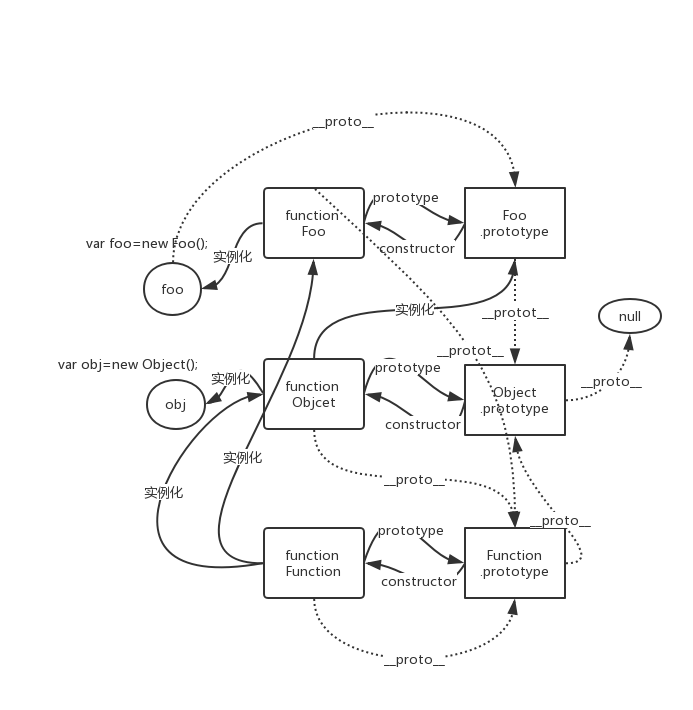 __proto__
prototype
function
Foo
Foo
.prototype
var foo=new Foo();
实例化
constructor
foo
实例化
__protot__
null
__protot__
var obj=new Object();
实例化
prototype
__proto__
function
Objcet
Object
.prototype
obj
constructor
实例化
__proto__
实例化
__proto__
prototype
function
Function
Function
.prototype
constructor
__proto__